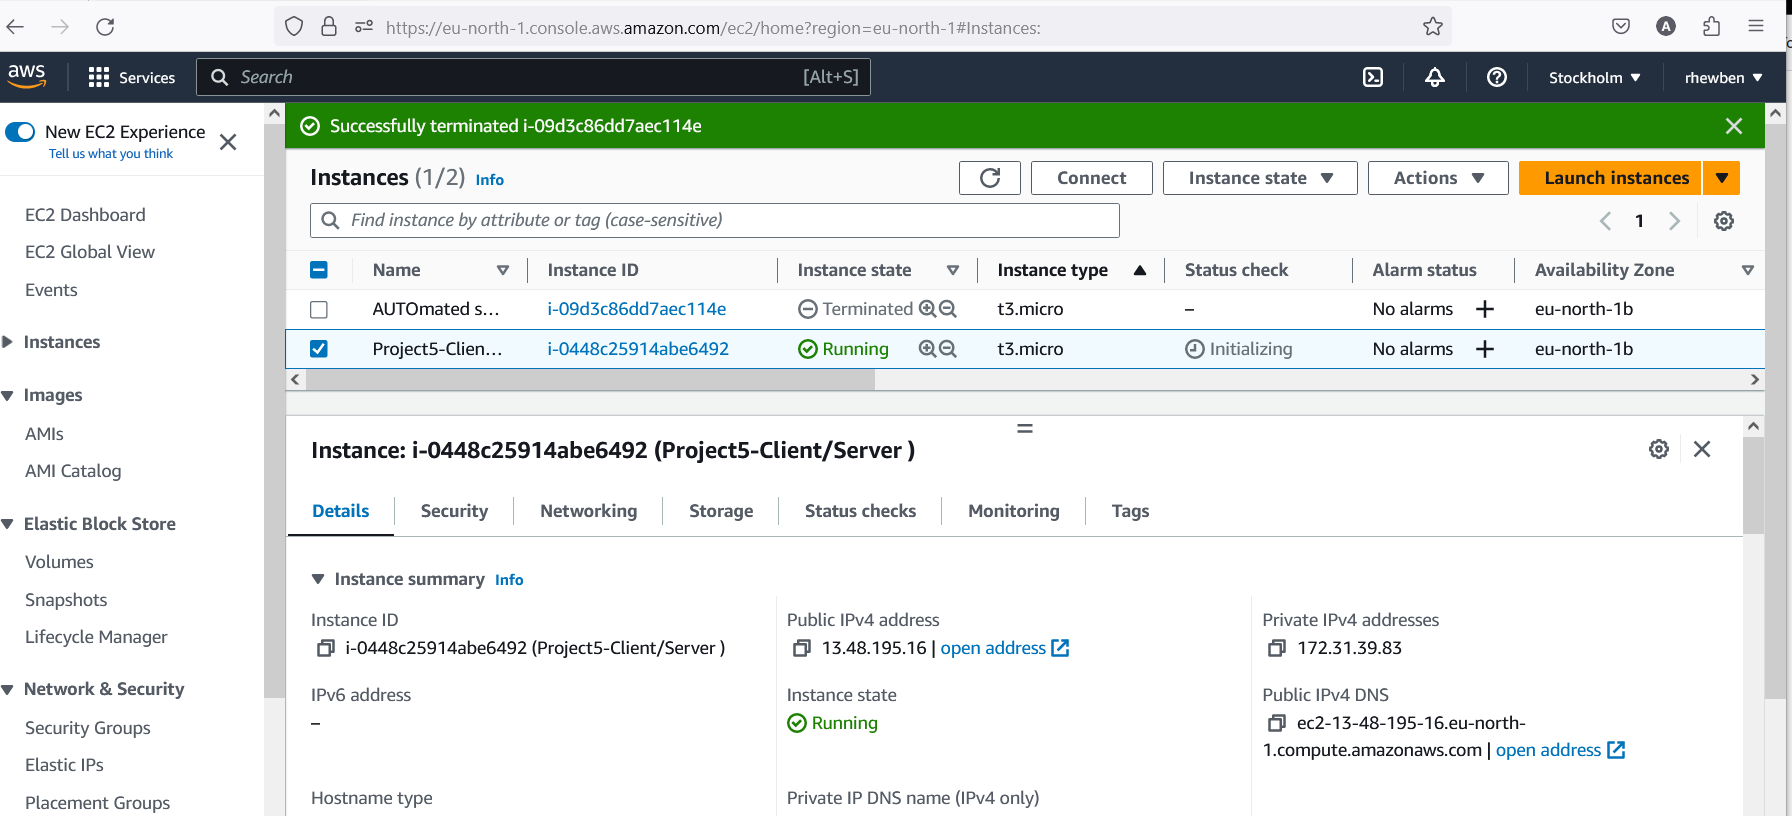 https://eu-north-1.console.aws.amazon.com/ec2/home?region=eu-north-1#Instances:
A
aws Services Search [Alt+S] Stockholm ▼ rhewben ▼
New EC2 Experience
Tell us what you think
EC2 Dashboard
EC2 Global View
Events
Instances
Images
AMIs
AMI Catalog
Elastic Block Store
Volumes
Snapshots
Lifecycle Manager
Network & Security
Security Groups
Elastic IPs
Placement Groups
Successfully terminated i-09d3c86dd7aec114e
Instances (1/2) Info
Connect Instance state ▼ Actions ▼ Launch instances ▼
Find instance by attribute or tag (case-sensitive)
1
Name Instance ID Instance state Instance type Status check Alarm status Availability Zone
AUTOmated s... i-09d3c86dd7aec114e Terminated t3.micro – No alarms + eu-north-1b
Project5-Clien... i-0448c25914abe6492 Running t3.micro Initializing No alarms + eu-north-1b
Instance: i-0448c25914abe6492 (Project5-Client/Server )
Details Security Networking Storage Status checks Monitoring Tags
▼ Instance summary Info
Instance ID
i-0448c25914abe6492 (Project5-Client/Server )
Public IPv4 address
13.48.195.16 | open address
Private IPv4 addresses
172.31.39.83
IPv6 address
–
Instance state
Running
Public IPv4 DNS
ec2-13-48-195-16.eu-north-
1.compute.amazonaws.com | open address
Hostname type
Private IP DNS name (IPv4 only)